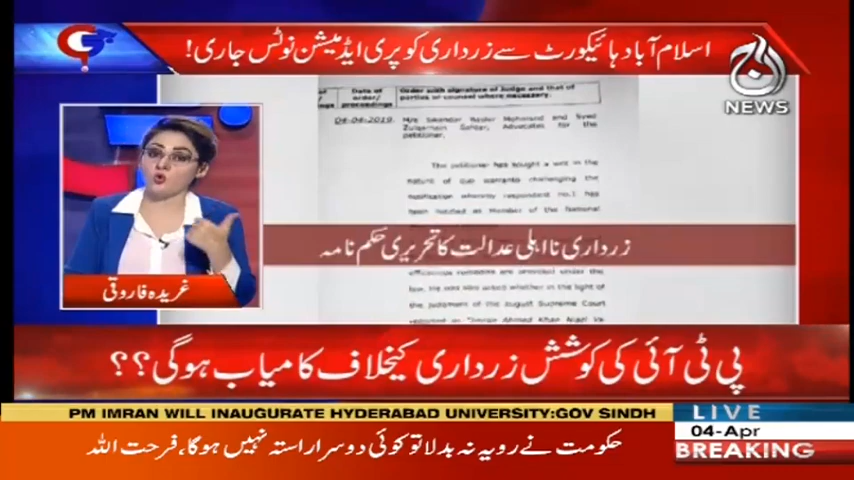 اسلام آباد ہائیکورٹ سے زرداری کو پری ایڈمیشن نوٹس جاری!
آج
NEWS
Date of order/ proceedings
Order with signature of Judge and that of
parties or counsel where necessary.
04-04-2019. M/s Sikandar Bashir Mohmand and Syed
Advocates for the
petitioner.
The petitioner has sought a writ in the
nature of quo warranto challenging the
notification whereby respondent no.1 has
been notified as Member of the National
زرداری نااہلی عدالت کا تحریری حکم نامہ
remedies are provided under the
law. He was also asked whether in the light of
the judgment of the august Supreme Court
reported as "Imran Ahmed Khan Niazi Vs
غریدہ فاروقی
پی ٹی آئی کی کوشش زرداری کیخلاف کامیاب ہوگی؟؟
PM IMRAN WILL INAUGURATE HYDERABAD UNIVERSITY:GOV SINDH
LIVE
04-Apr
BREAKING
حکومت نے رویہ نہ بدلا تو کوئی دوسرا راستہ نہیں ہوگا، فرحت اللہ